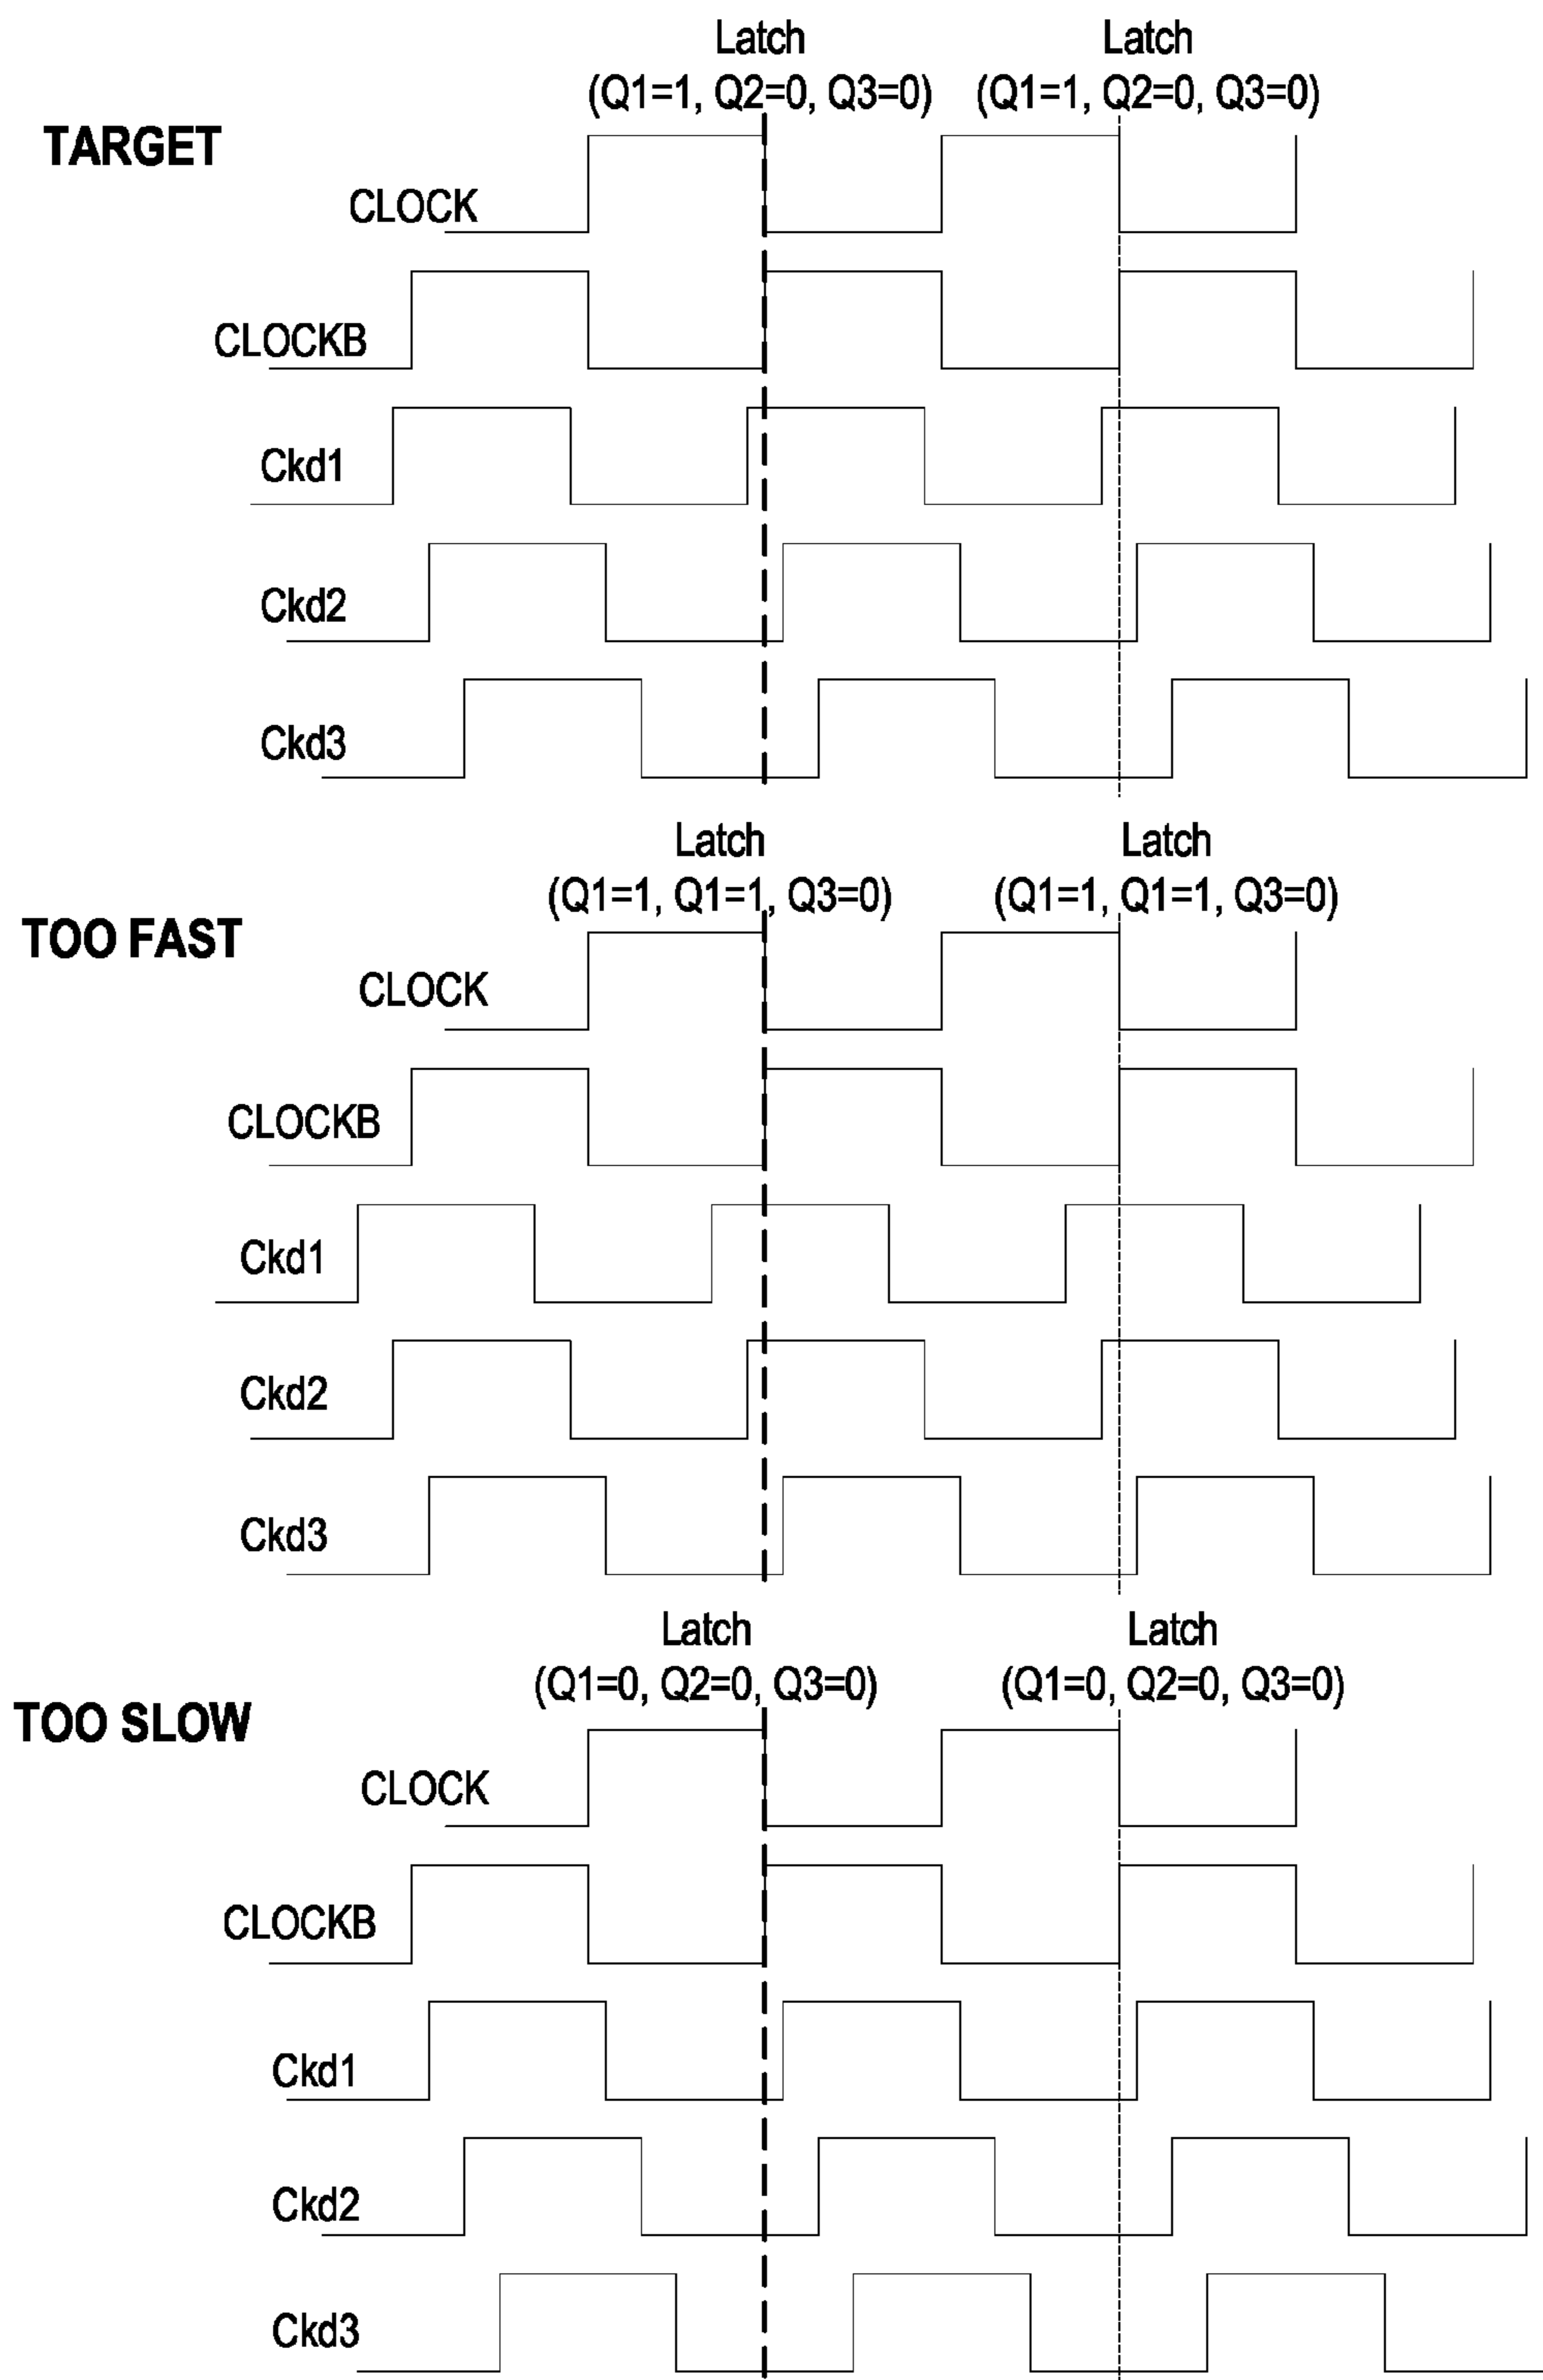 Latch Latch
(Q1=1, Q2=0, Q3=0) (Q1=1, Q2=0, Q3=0)
TARGET
CLOCK
CLOCKB
Ckd1
Ckd2
Ckd3
Latch Latch
(Q1=1, Q1=1, Q3=0) (Q1=1, Q1=1, Q3=0)
TOO FAST
CLOCK
CLOCKB
Ckd1
Ckd2
Ckd3
Latch Latch
(Q1=0, Q2=0, Q3=0) (Q1=0, Q2=0, Q3=0)
TOO SLOW
CLOCK
CLOCKB
Ckd1
Ckd2
Ckd3